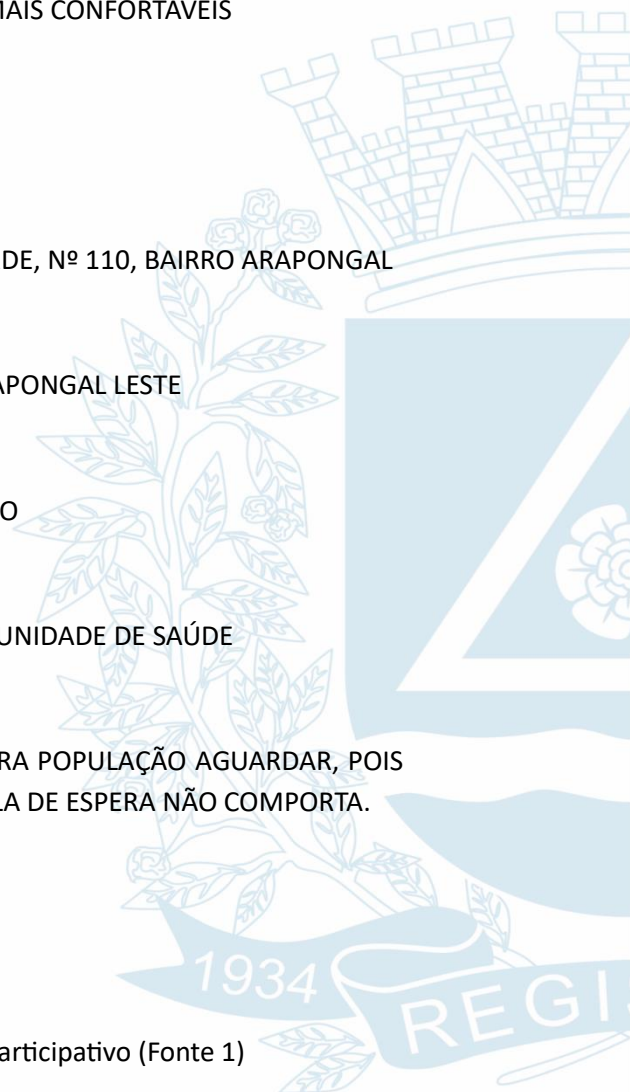 MAIS CONFORTÁVEIS
DE, Nº 110, BAIRRO ARAPONGAL
APONGAL LESTE
O
UNIDADE DE SAÚDE
RA POPULAÇÃO AGUARDAR, POIS
LA DE ESPERA NÃO COMPORTA.
1934
REGI
articipativo (Fonte 1)